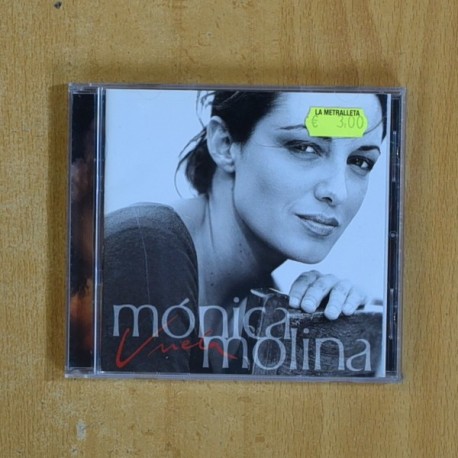 LA METRALLETA
€ 3,00
mónica
Vuela
molina